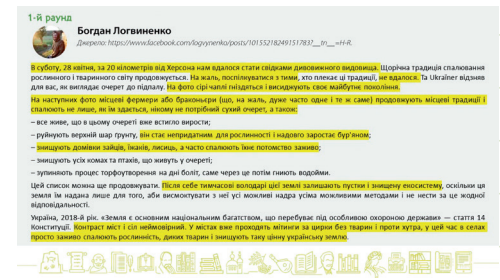 1-й раунд
Богдан Логвиненко
Джерело: https://www.facebook.com/logvynenko/posts/10155218249151783?__tn__=H-R.
В суботу, 28 квітня, за 20 кілометрів від Херсона нам вдалося стати свідками дивовижного видовища. Щорічна традиція спалювання
рослинного і тваринного світу продовжується. На жаль, поспілкуватися з тими, хто плекає ці традиції, не вдалося. Та Ukraїner відзняв
для вас, як виглядає очерет до підпалу. На фото сірі чаплі гніздяться і висиджують своє майбутнє покоління.
На наступних фото місцеві фермери або браконьєри (що, на жаль, дуже часто одне і те ж саме) продовжують місцеві традиції і
спалюють не лише, як їм здається, нікому не потрібний сухий очерет, а також:
– все живе, що в цьому очереті вже встигло вирости;
– руйнують верхній шар ґрунту, він стає непридатним для рослинності і надовго заростає бур'яном;
– знищують домівки зайців, їжаків, лисиць, а часто спалюють їхнє потомство заживо;
– знищують усіх комах та птахів, що живуть у очереті;
– зупиняють процес торфоутворення на дні боліт, саме через це потім гниють водойми.
Цей список можна ще продовжувати. Після себе тимчасові володарі цієї землі залишають пустки і знищену екосистему, оскільки ця
земля їм надана лише для того, аби висмоктувати з неї усі можливі надра усіма можливими методами і не нести за це жодної
відповідальності.
Україна, 2018-й рік. «Земля є основним національним багатством, що перебуває під особливою охороною держави» — стаття 14
Конституції. Контраст міст і сіл неймовірний. У містах вже проходять мітинги за цирки без тварин і проти хутра, у цей час в селах
просто заживо спалюють рослинність, диких тварин і знищують таку цінну українську землю.